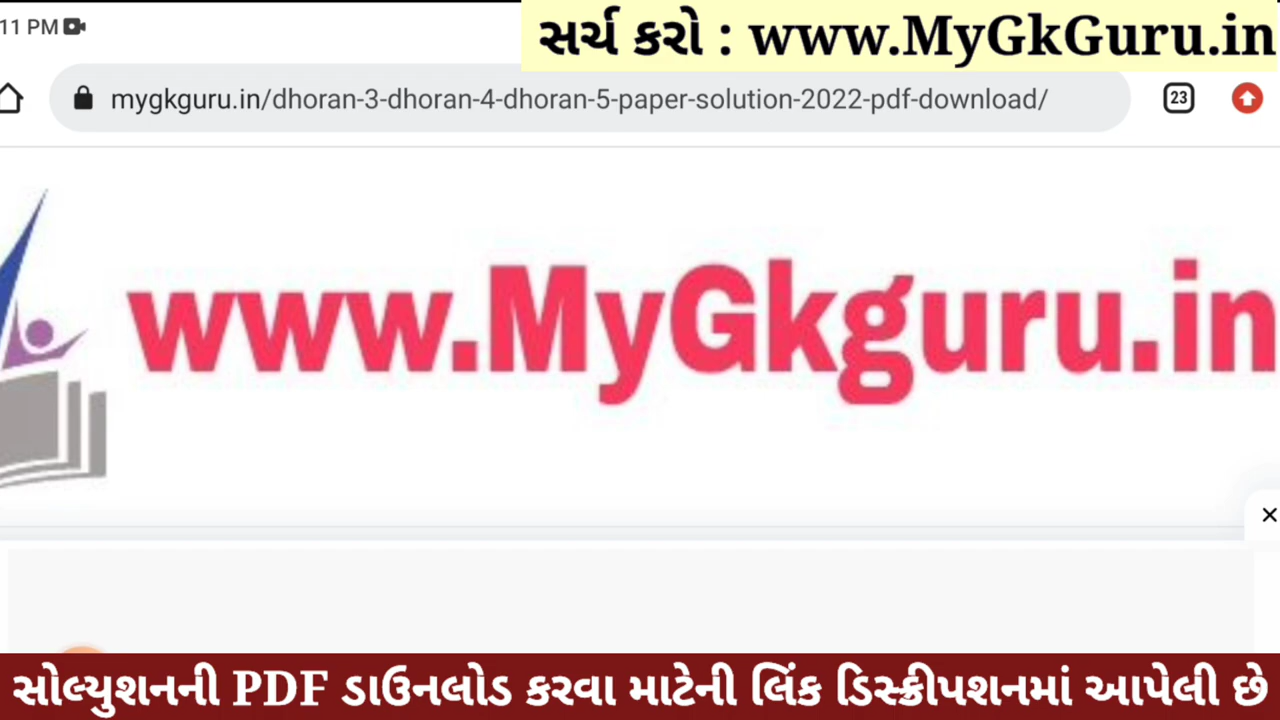 11 PM
સર્ચ કરો : www.MyGkGuru.in
mygkguru.in/dhoran-3-dhoran-4-dhoran-5-paper-solution-2022-pdf-download/
23
www.MyGkguru.in
સોલ્યુશનની PDF ડાઉનલોડ કરવા માટેની લિંક ડિસ્ક્રીપશનમાં આપેલી છે